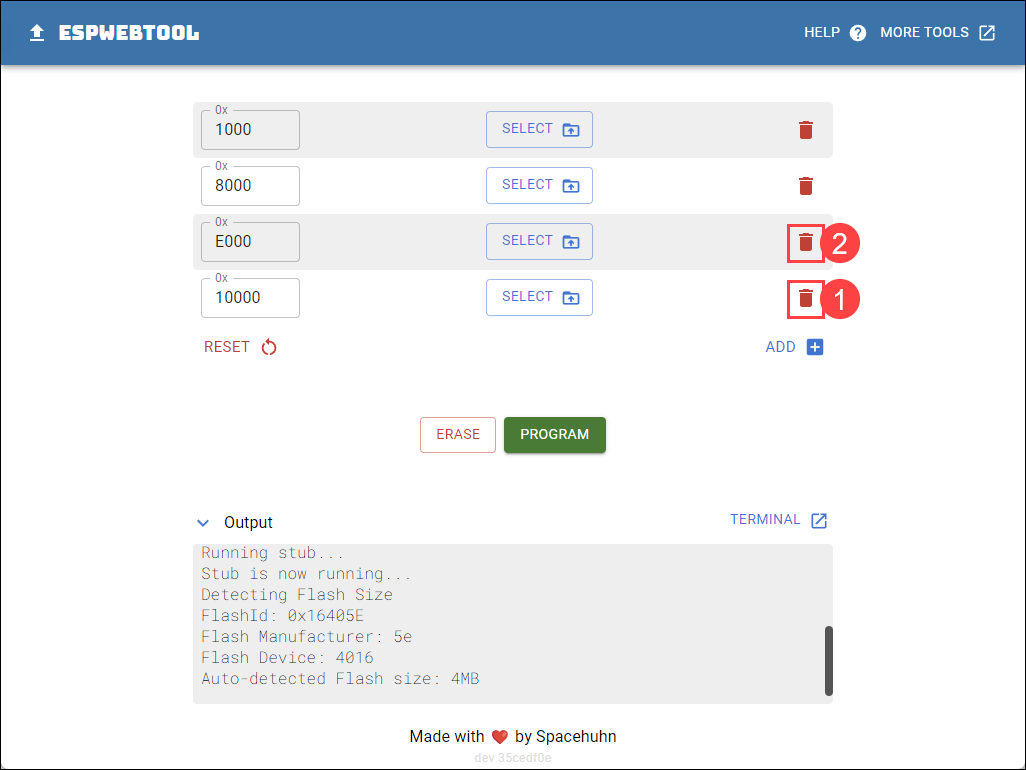 ESPWEBTOOL
HELP ? MORE TOOLS
0x
1000
SELECT
0x
8000
SELECT
0x
E000
SELECT
2
0x
10000
SELECT
1
RESET
ADD
ERASE
PROGRAM
Output
TERMINAL
Running stub...
Stub is now running...
Detecting Flash Size
FlashId: 0x16405E
Flash Manufacturer: 5e
Flash Device: 4016
Auto-detected Flash size: 4MB
Made with ❤️ by Spacehuhn
dev 35cedf0e